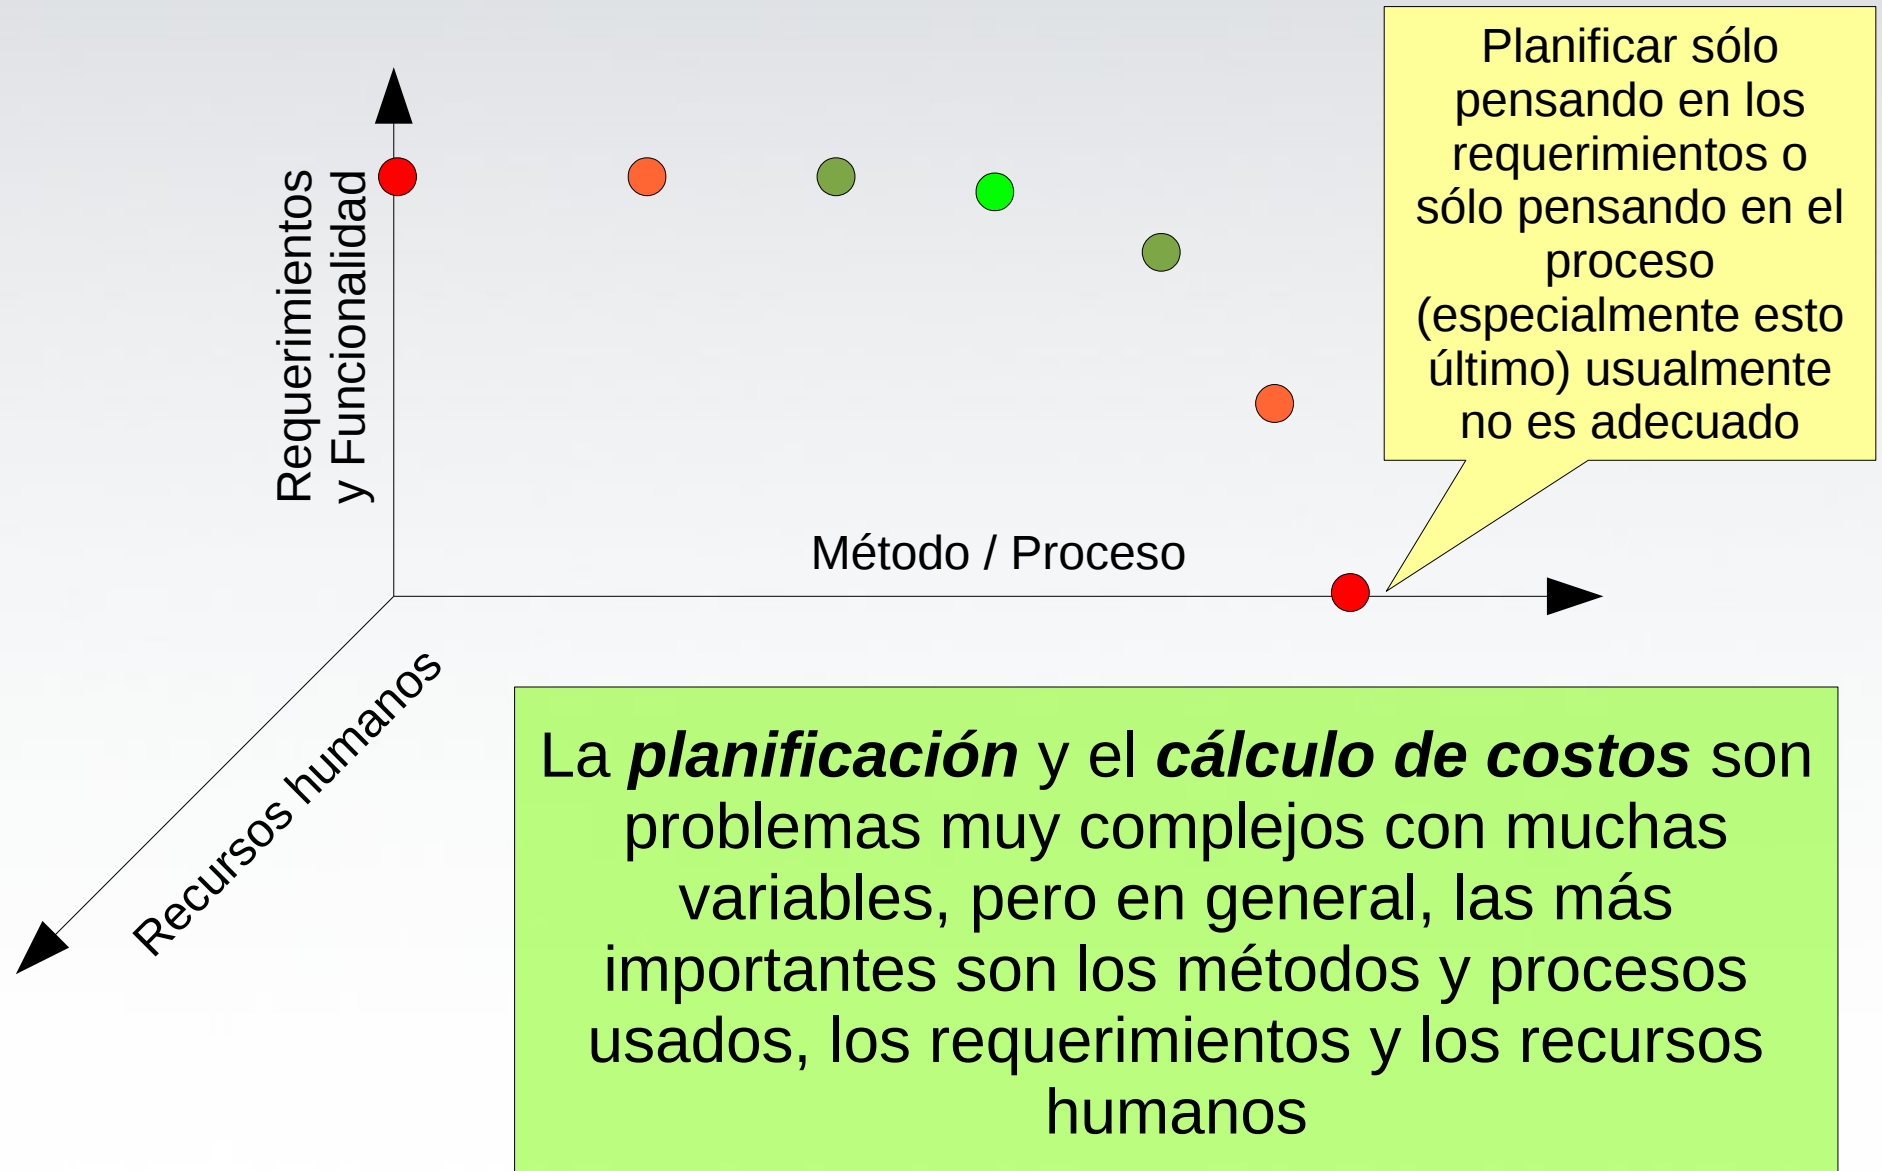 Planificar sólo
pensando en los
requerimientos o
sólo pensando en el
proceso
(especialmente esto
último) usualmente
no es adecuado
Requerimientos
y Funcionalidad
Método / Proceso
Recursos humanos
La planificación y el cálculo de costos son
problemas muy complejos con muchas
variables, pero en general, las más
importantes son los métodos y procesos
usados, los requerimientos y los recursos
humanos